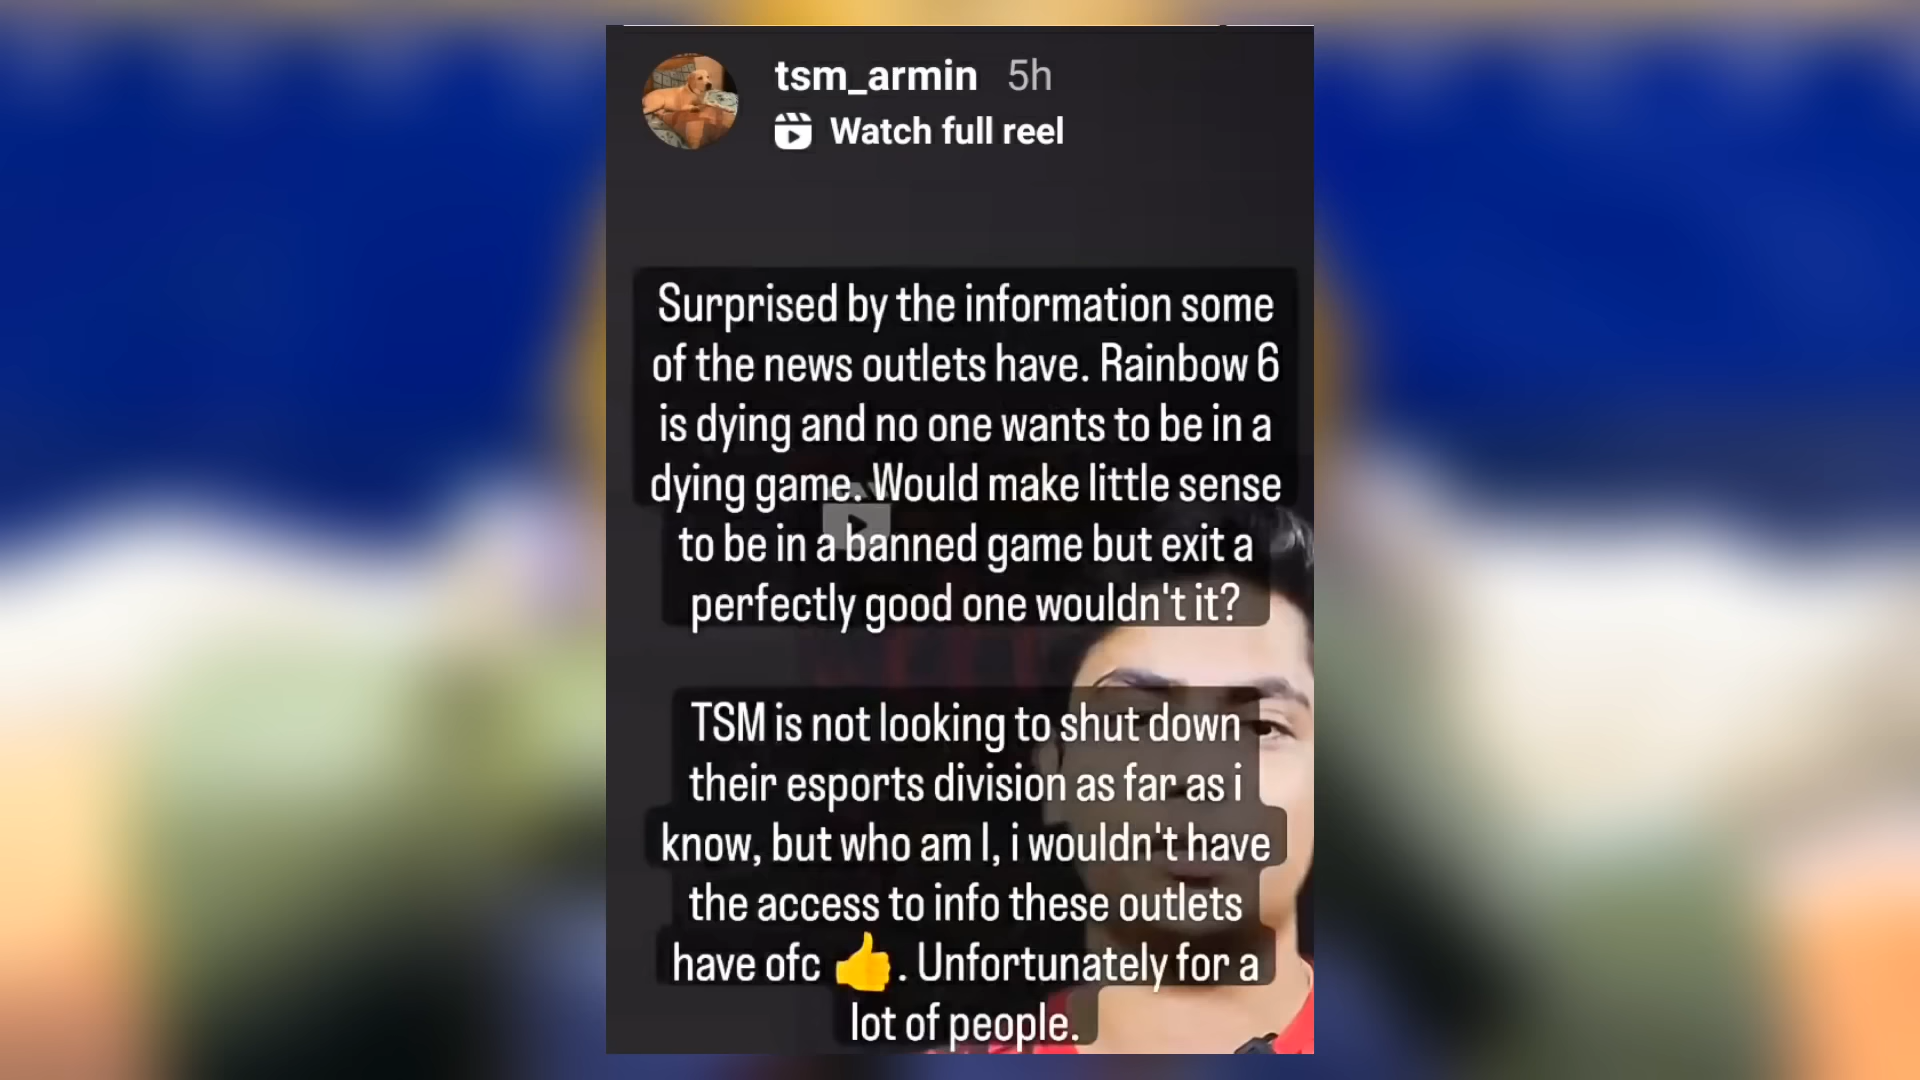 tsm_armin 5h
Watch full reel
Surprised by the information some
of the news outlets have. Rainbow 6
is dying and no one wants to be in a
dying game. Would make little sense
to be in a banned game but exit a
perfectly good one wouldn't it?
TSM is not looking to shut down
their esports division as far as i
know, but who am I, i wouldn't have
the access to info these outlets
have ofc 👍. Unfortunately for a
lot of people.